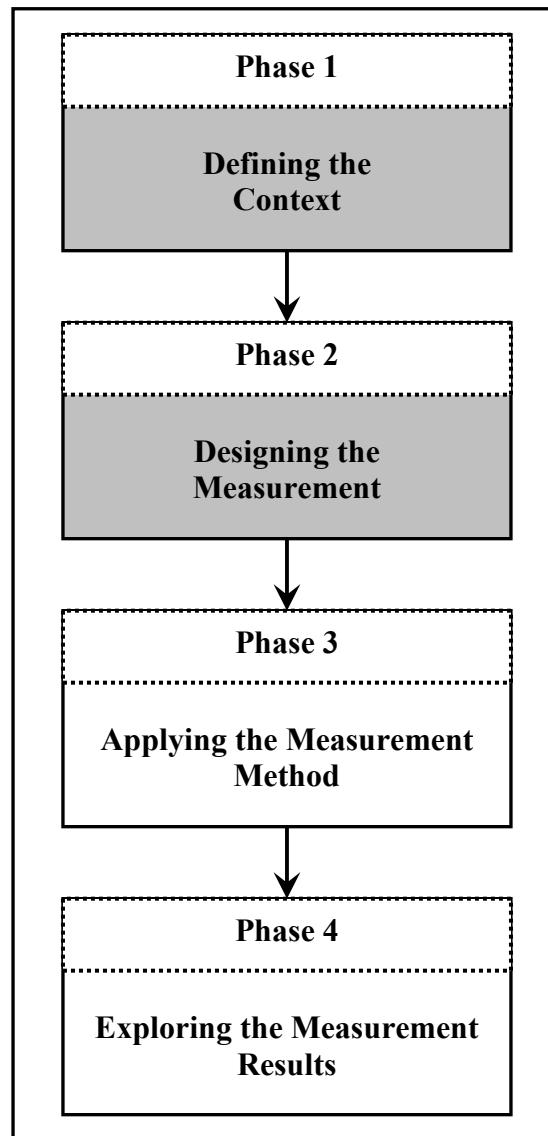 Phase 1
Defining the
Context
Phase 2
Designing the
Measurement
Phase 3
Applying the Measurement
Method
Phase 4
Exploring the Measurement
Results